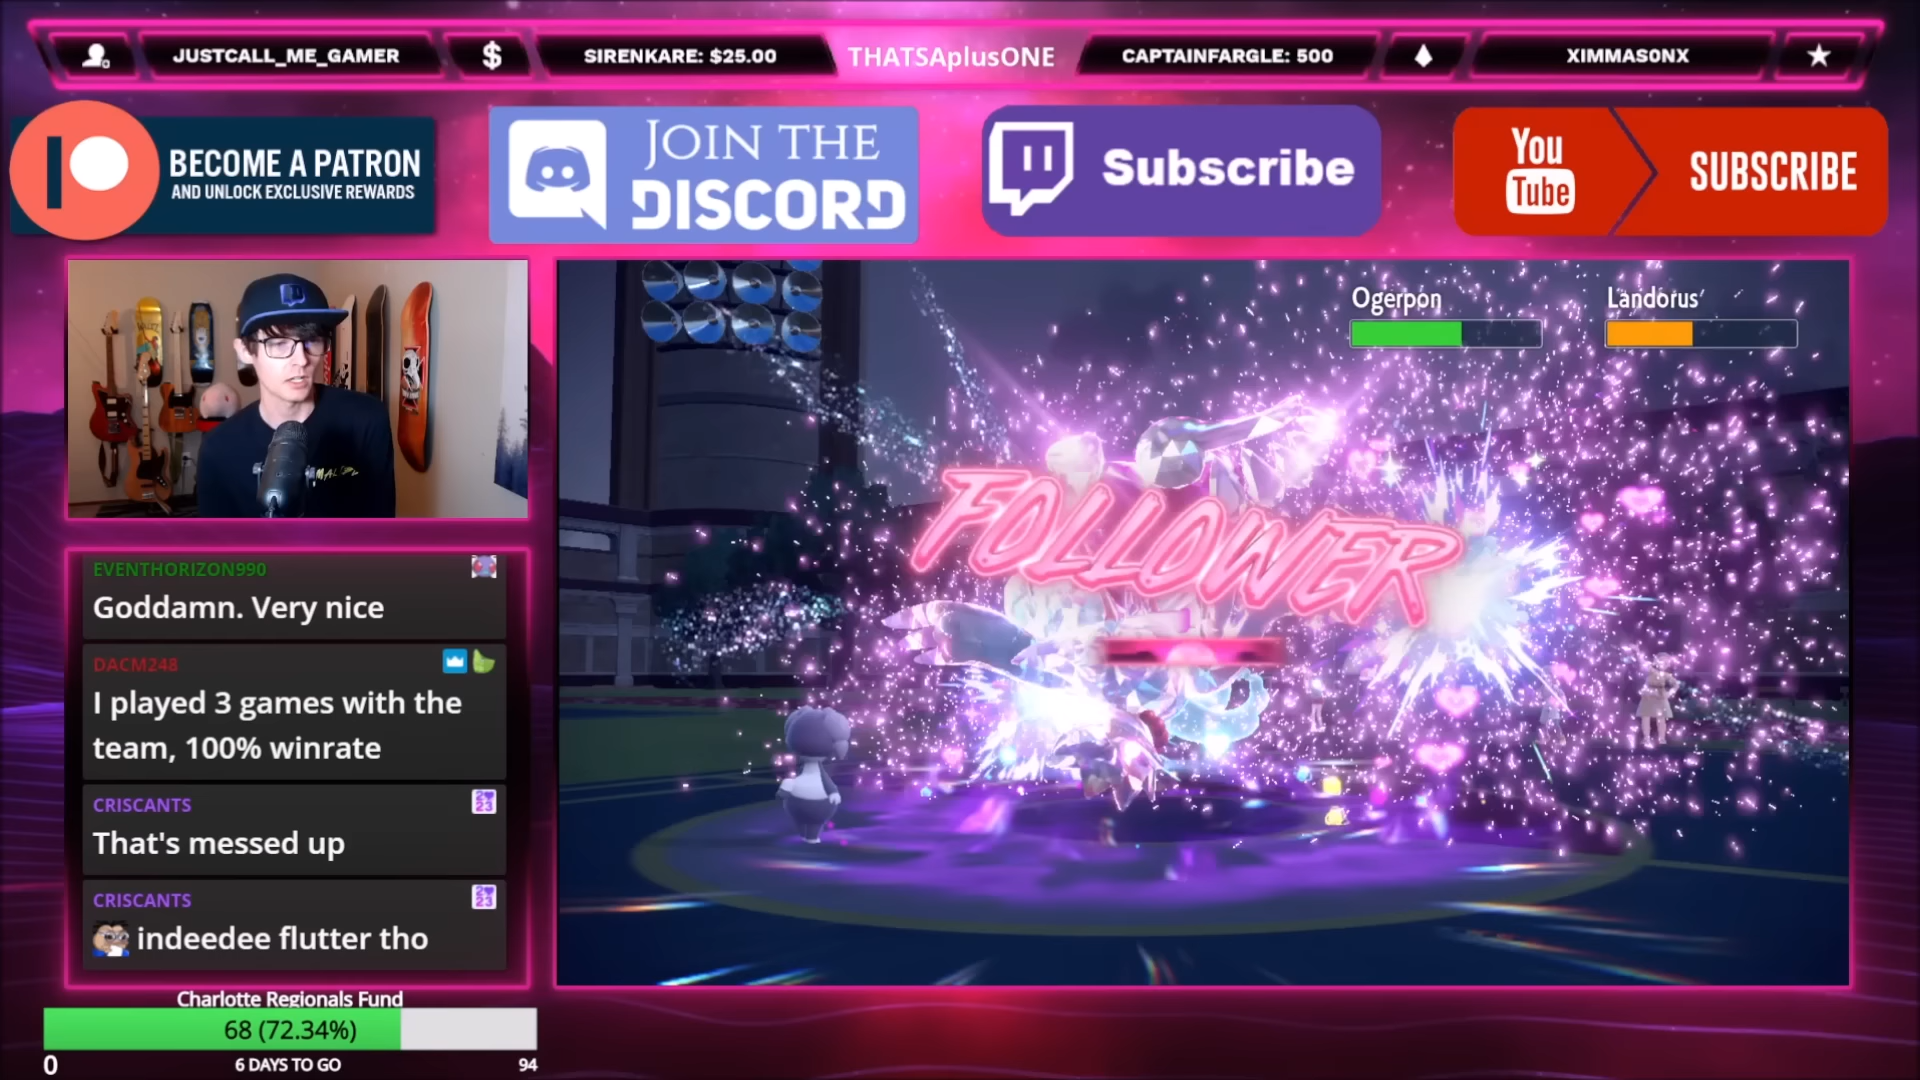 JUSTCALL_ME_GAMER
$
SIRENKARE: $25.00
THATSAplusONE
CAPTAINFARGLE: 500
XIMMAS0NX
BECOME A PATRON
AND UNLOCK EXCLUSIVE REWARDS
JOIN THE
DISCORD
Subscribe
You
Tube
SUBSCRIBE
Ogerpon
Landorus
FOLLOWER
EVENTHORIZON990
Goddamn. Very nice
DACM248
I played 3 games with the
team, 100% winrate
CRISCANTS
That's messed up
CRISCANTS
indeedee flutter tho
Charlotte Regionals Fund
68 (72.34%)
0
6 DAYS TO GO
94